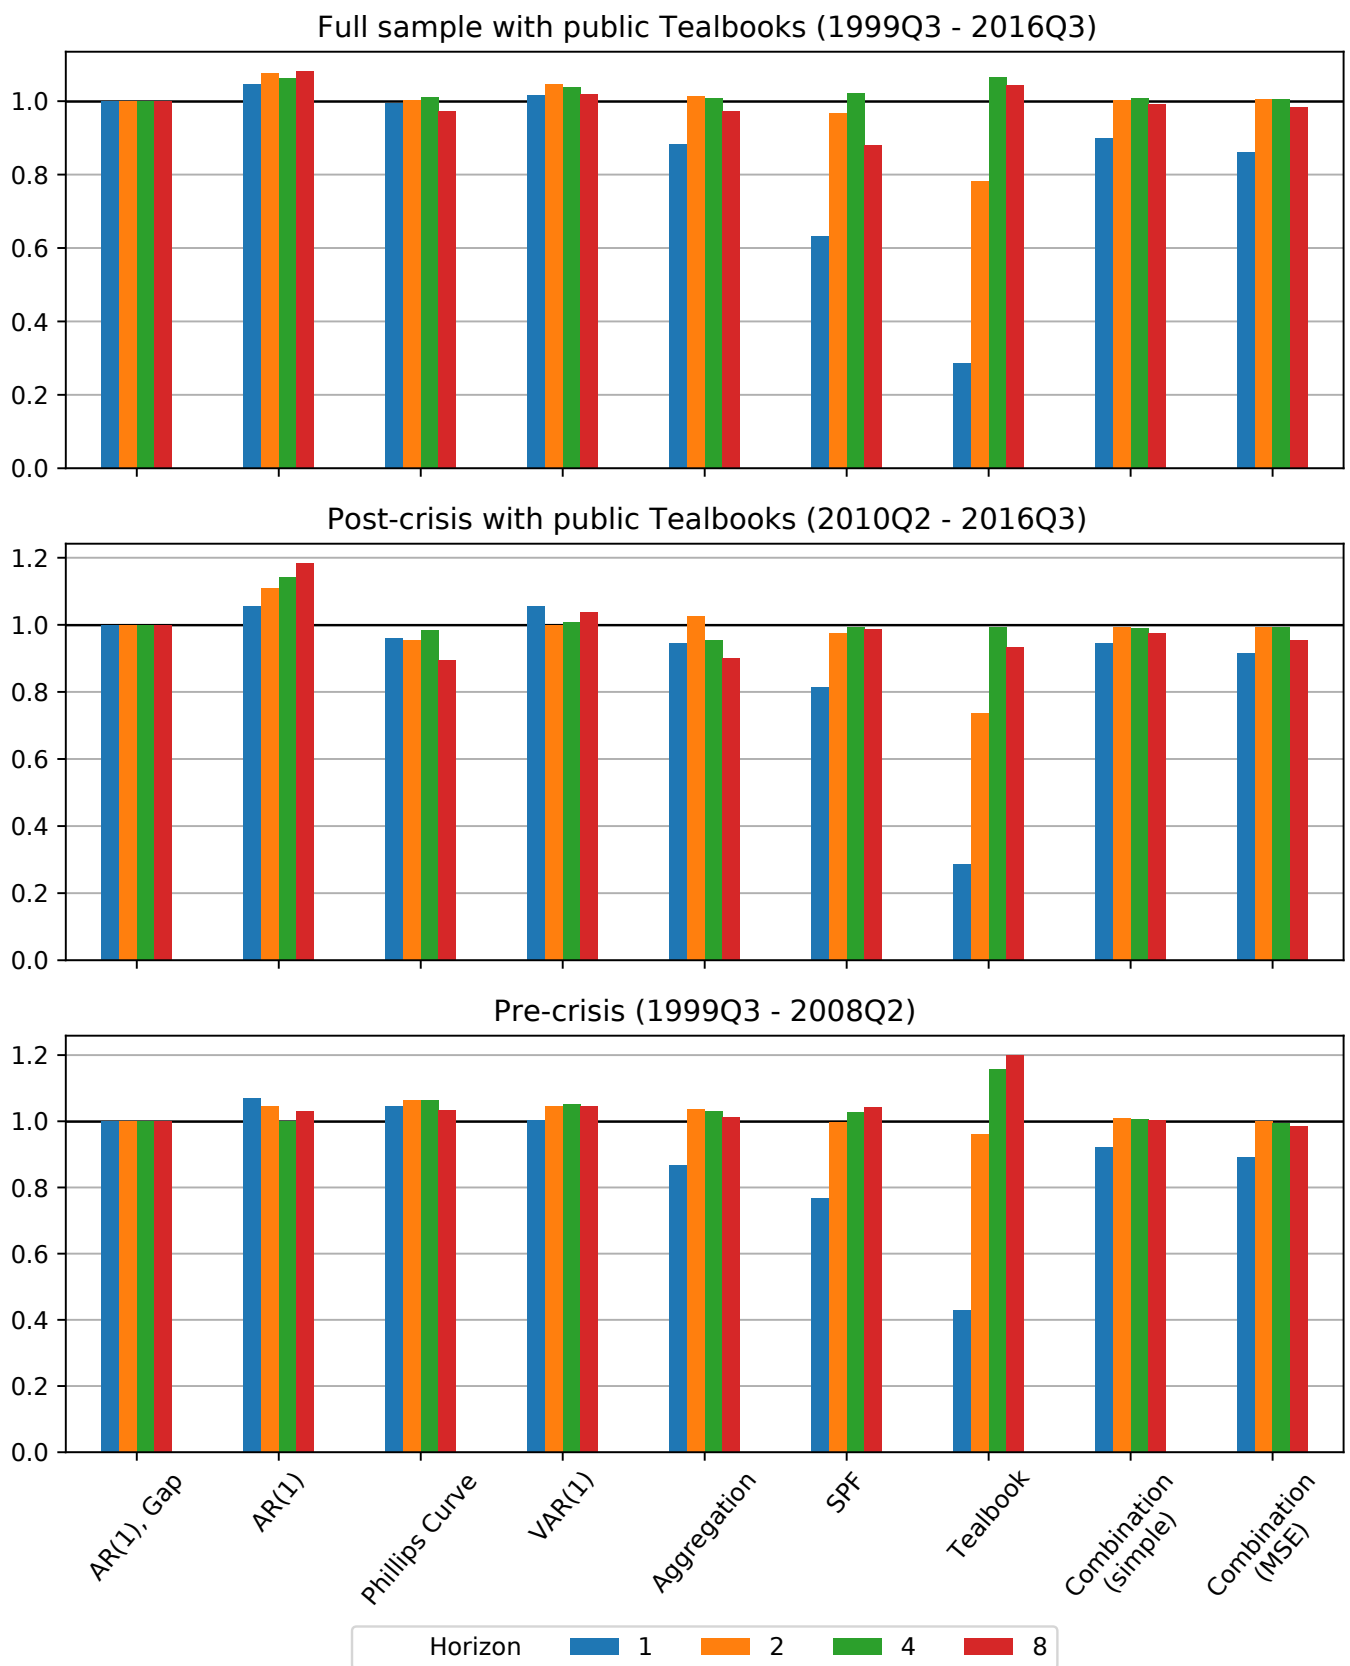 Full sample with public Tealbooks (1999Q3 - 2016Q3)
1.0
0.8
0.6
0.4
0.2
0.0
Post-crisis with public Tealbooks (2010Q2 - 2016Q3)
1.2
1.0
0.8
0.6
0.4
0.2
0.0
Pre-crisis (1999Q3 - 2008Q2)
1.2
1.0
0.8
0.6
0.4
0.2
0.0
AR(1), Gap
AR(1)
Phillips Curve
VAR(1)
Aggregation
SPF
Tealbook
Combination
(simple)
Combination
(MSE)
Horizon 1 2 4 8